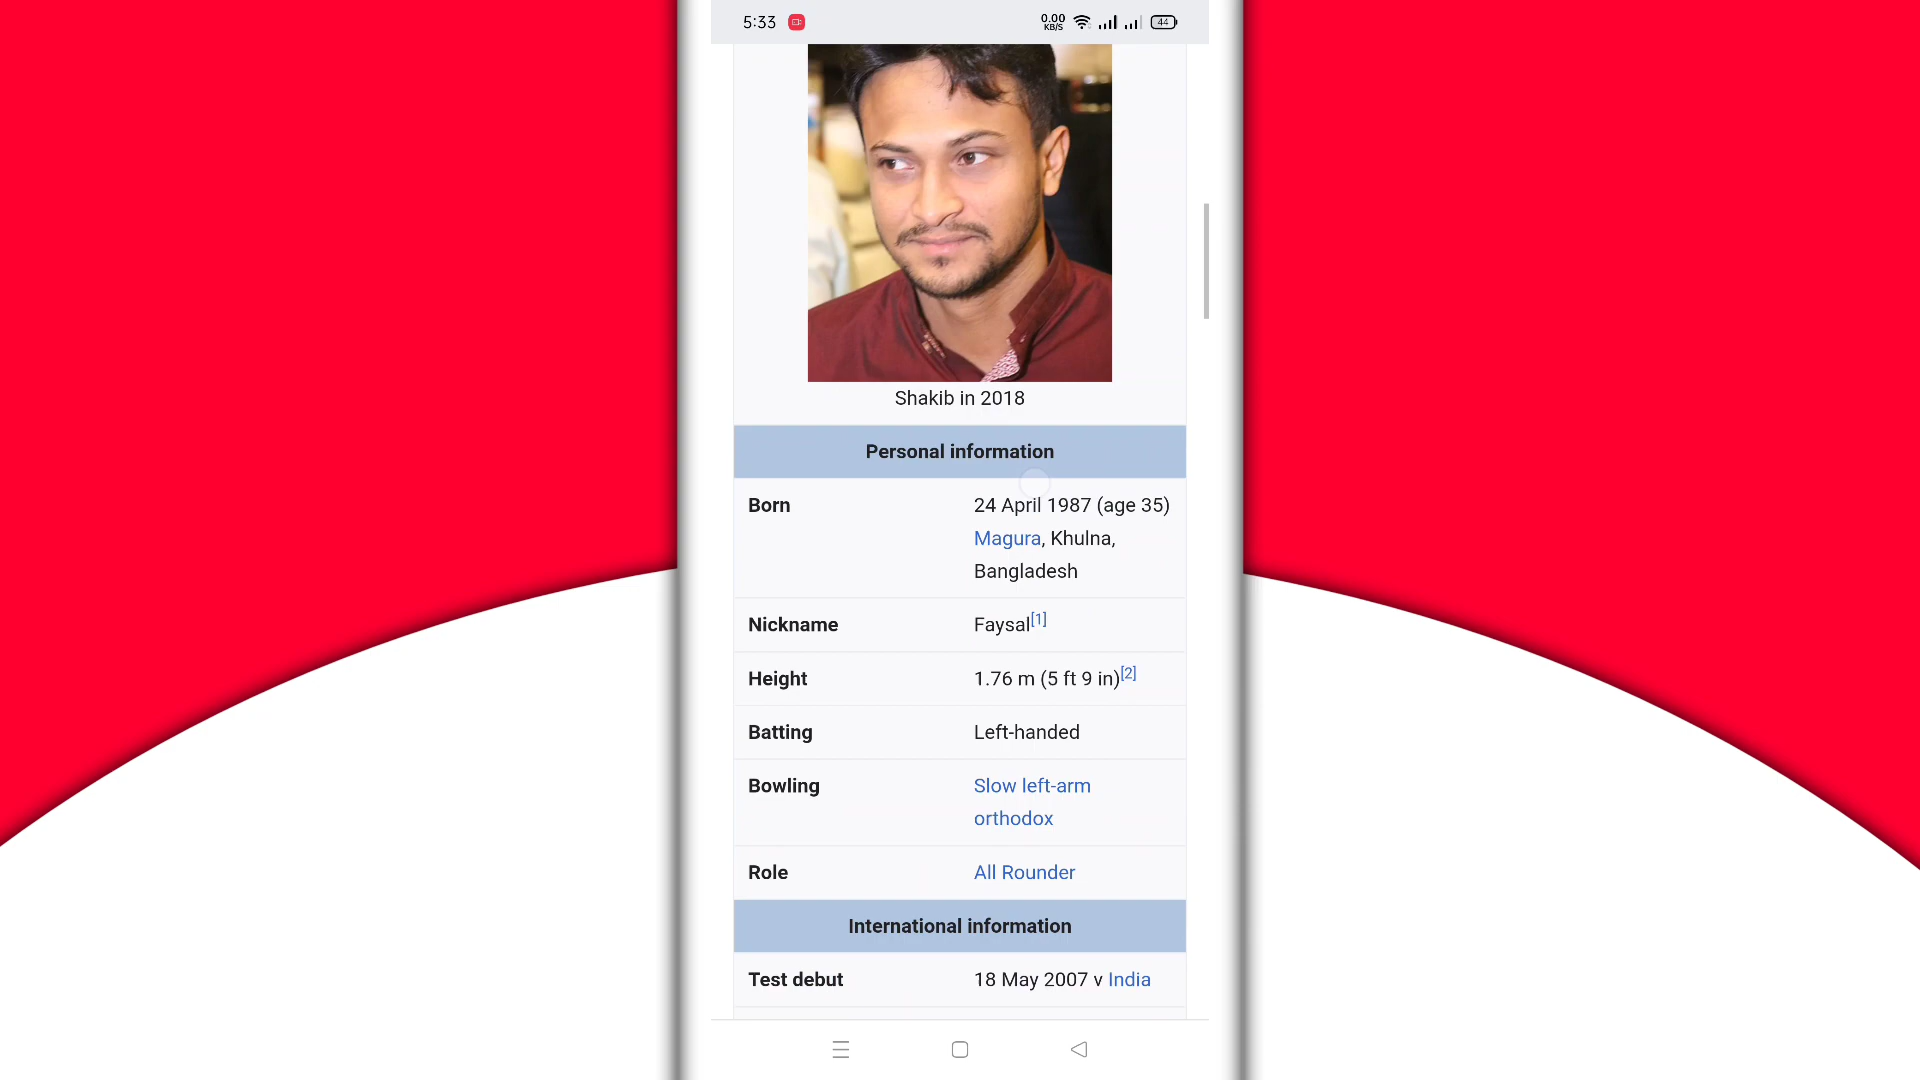 5:33
0.00
KB/S
44
Shakib in 2018
Personal information
Born 24 April 1987 (age 35)
Magura, Khulna,
Bangladesh
Nickname Faysal[1]
Height 1.76 m (5 ft 9 in)[2]
Batting Left-handed
Bowling Slow left-arm
orthodox
Role All Rounder
International information
Test debut 18 May 2007 v India